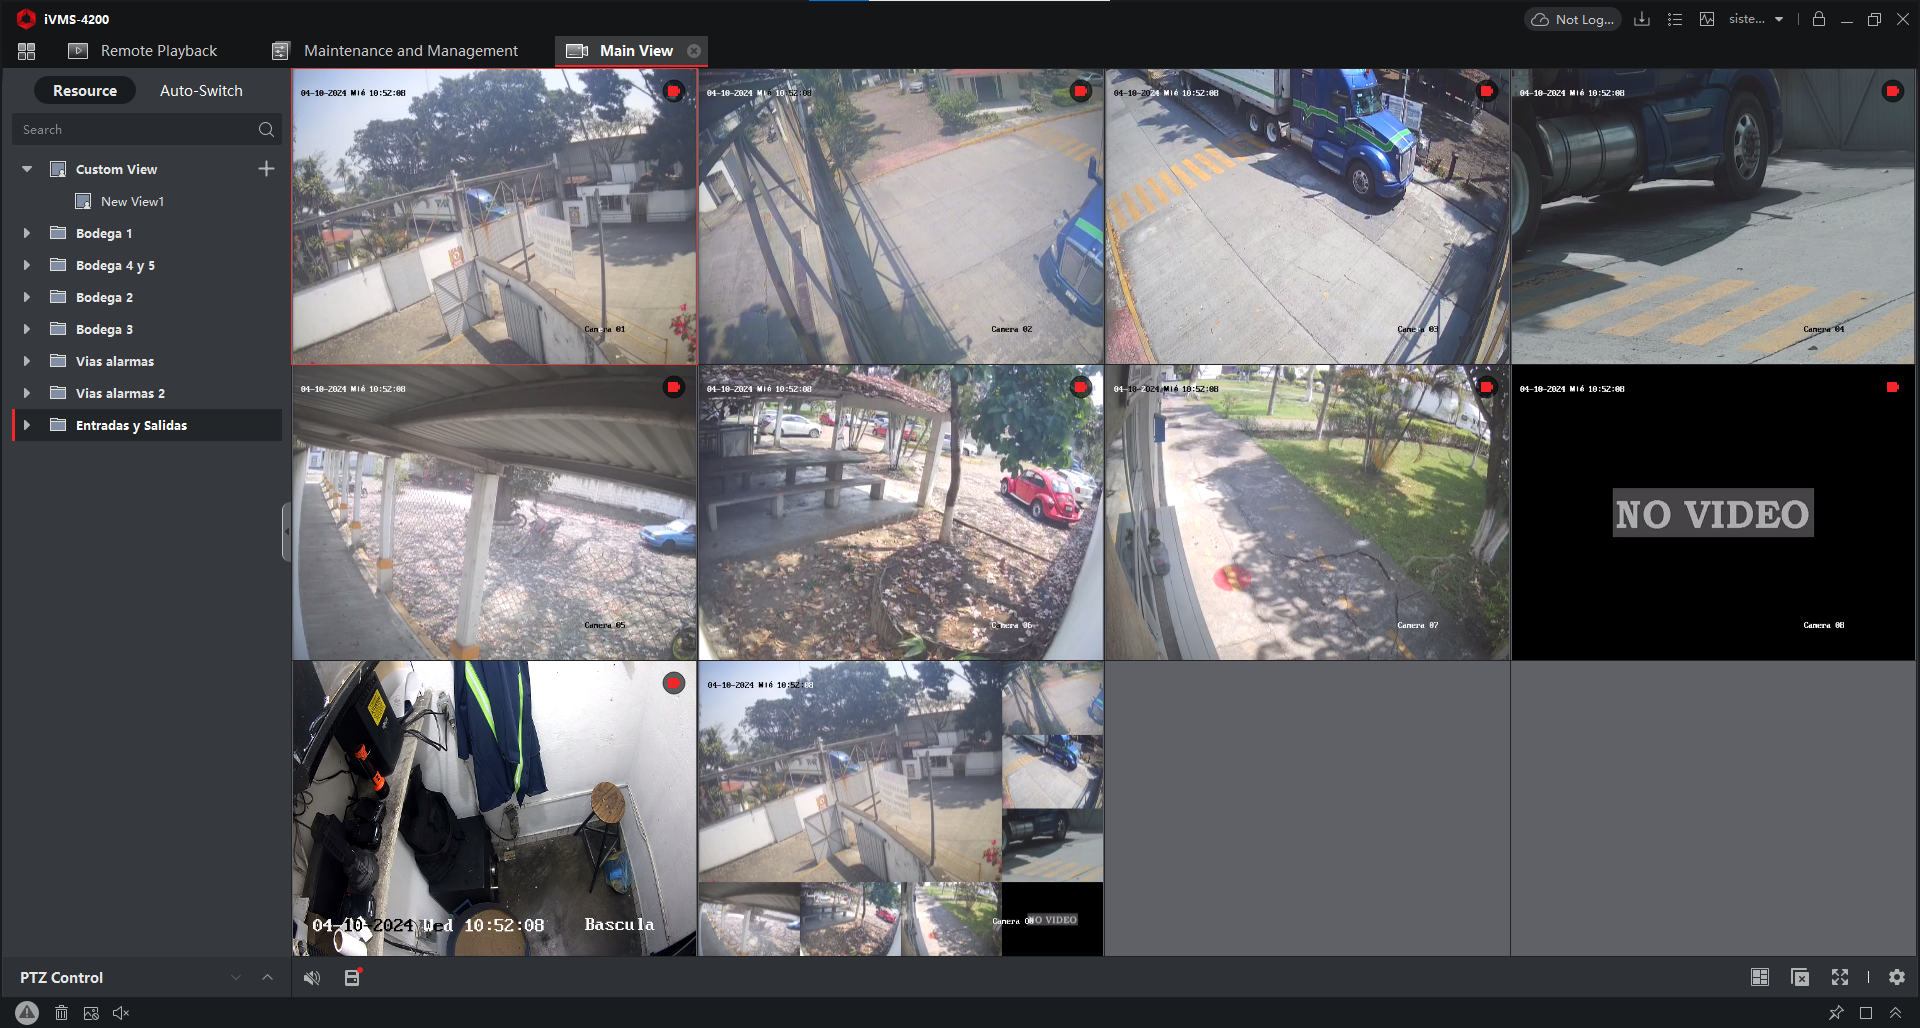 iVMS-4200
Not Log...
siste...
Remote Playback
Maintenance and Management
Main View
Resource
Auto-Switch
Search
Custom View
New View1
Bodega 1
Bodega 4 y 5
Bodega 2
Bodega 3
Vias alarmas
Vias alarmas 2
Entradas y Salidas
04-10-2024 Mié 10:52:08
Camera 01
04-10-2024 Mié 10:52:08
Camera 02
04-10-2024 Mié 10:52:08
Camera 03
04-10-2024 Mié 10:52:08
Camera 04
04-10-2024 Mié 10:52:08
Camera 05
04-10-2024 Mié 10:52:08
Camera 06
04-10-2024 Mié 10:52:08
Camera 07
04-10-2024 Mié 10:52:08
NO VIDEO
Camera 08
04-10-2024 Wed 10:52:08
Bascula
04-10-2024 Mié 10:52:08
Camera 08
NO VIDEO
PTZ Control